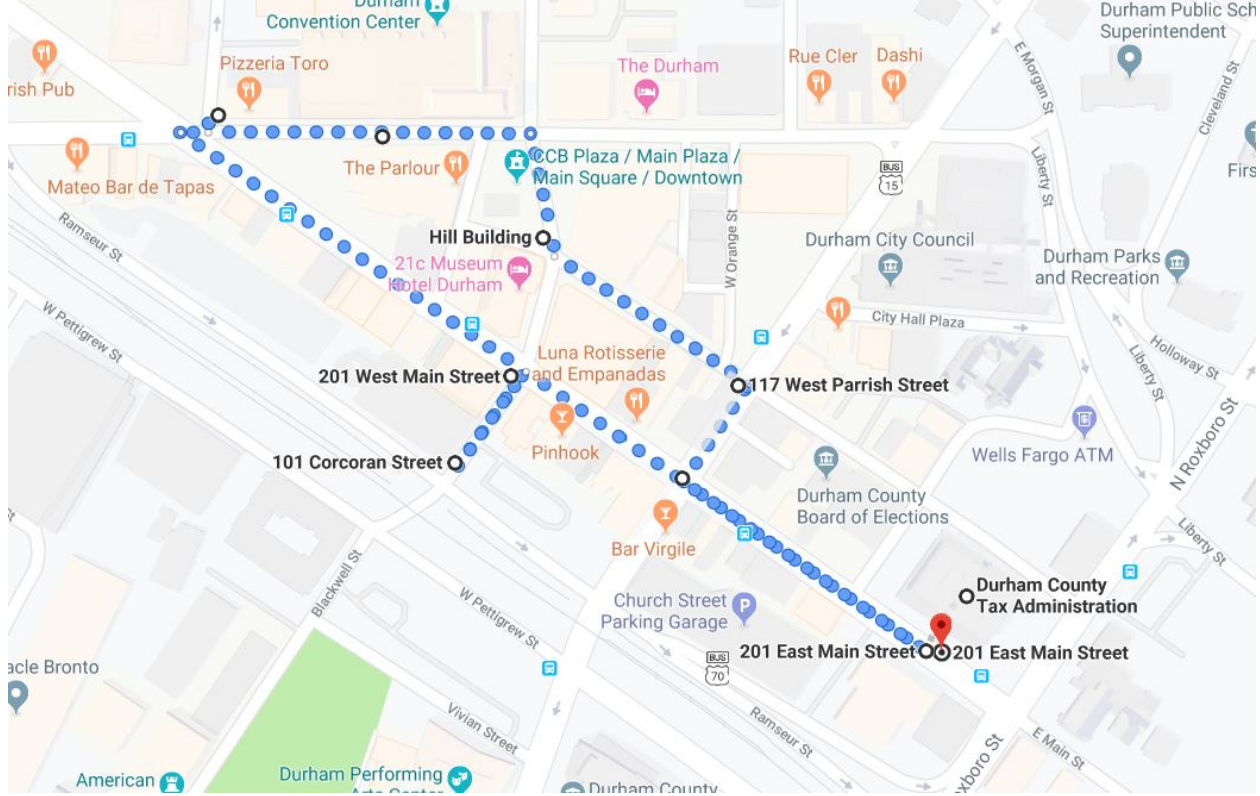 Durham
Convention Center
Durham Public Sch
Superintendent
Pizzeria Toro
rish Pub
The Durham
Rue Cler
Dashi
E Morgan St
Cleveland St
The Parlour
CCB Plaza / Main Plaza /
Main Square / Downtown
BUS
15
Liberty St
Firs
Mateo Bar de Tapas
Ramseur St
Hill Building
W Orange St
Durham City Council
Durham Parks
and Recreation
21c Museum
Hotel Durham
City Hall Plaza
W Pettigrew St
Luna Rotisserie
and Empanadas
Liberty St
Holloway St
201 West Main Street
117 West Parrish Street
Pinhook
101 Corcoran Street
Wells Fargo ATM
N Roxboro St
Durham County
Board of Elections
Bar Virgile
Liberty St
Blackwell St
W Pettigrew St
Church Street
Parking Garage
P
Durham County
Tax Administration
201 East Main Street
201 East Main Street
BUS
70
acle Bronto
Vivian Street
Ramseur St
E Main St
oxboro St
American
Durham Performing
Arts Center
Durham County